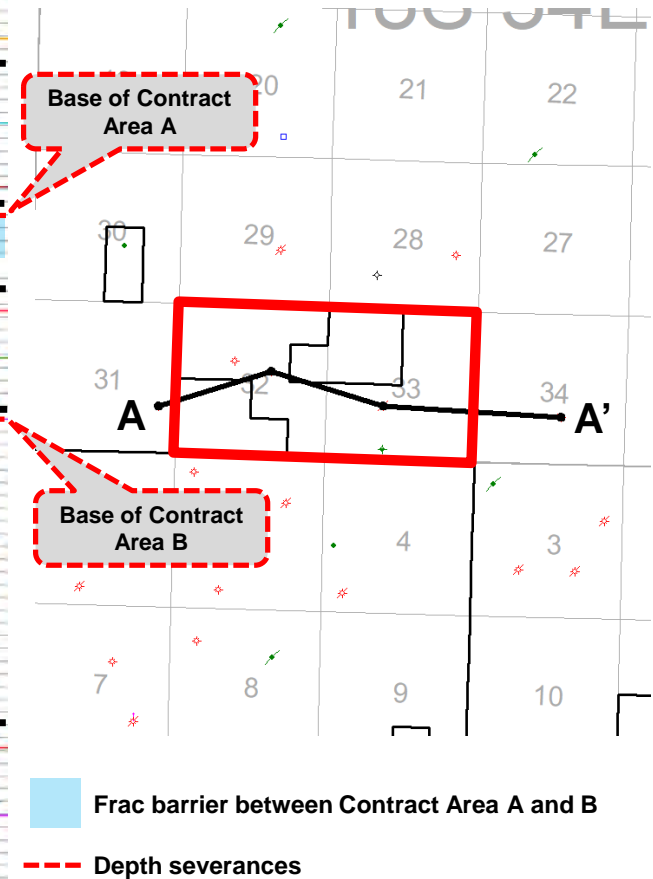 20
21
22
Base of Contract
Area A
30
29
28
27
31
32
33
34
A
A’
Base of Contract
Area B
4
3
7
8
9
10
Frac barrier between Contract Area A and B
Depth severances